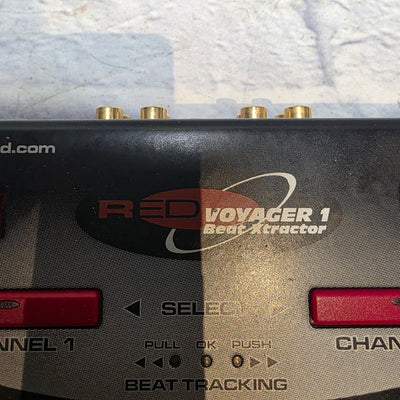 d.com
RED
VOYAGER 1
Beat Xtractor
SELECT
NNEL 1
CHAN
PULL OK PUSH
BEAT TRACKING